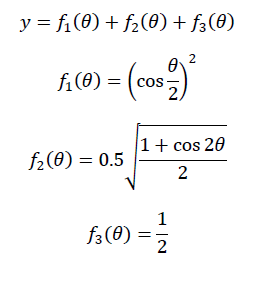 y = f₁(θ) + f₂(θ) + f₃(θ)
f₁(θ) = (cos θ/2)²
f₂(θ) = 0.5 √((1 + cos 2θ)/2)
f₃(θ) = 1/2